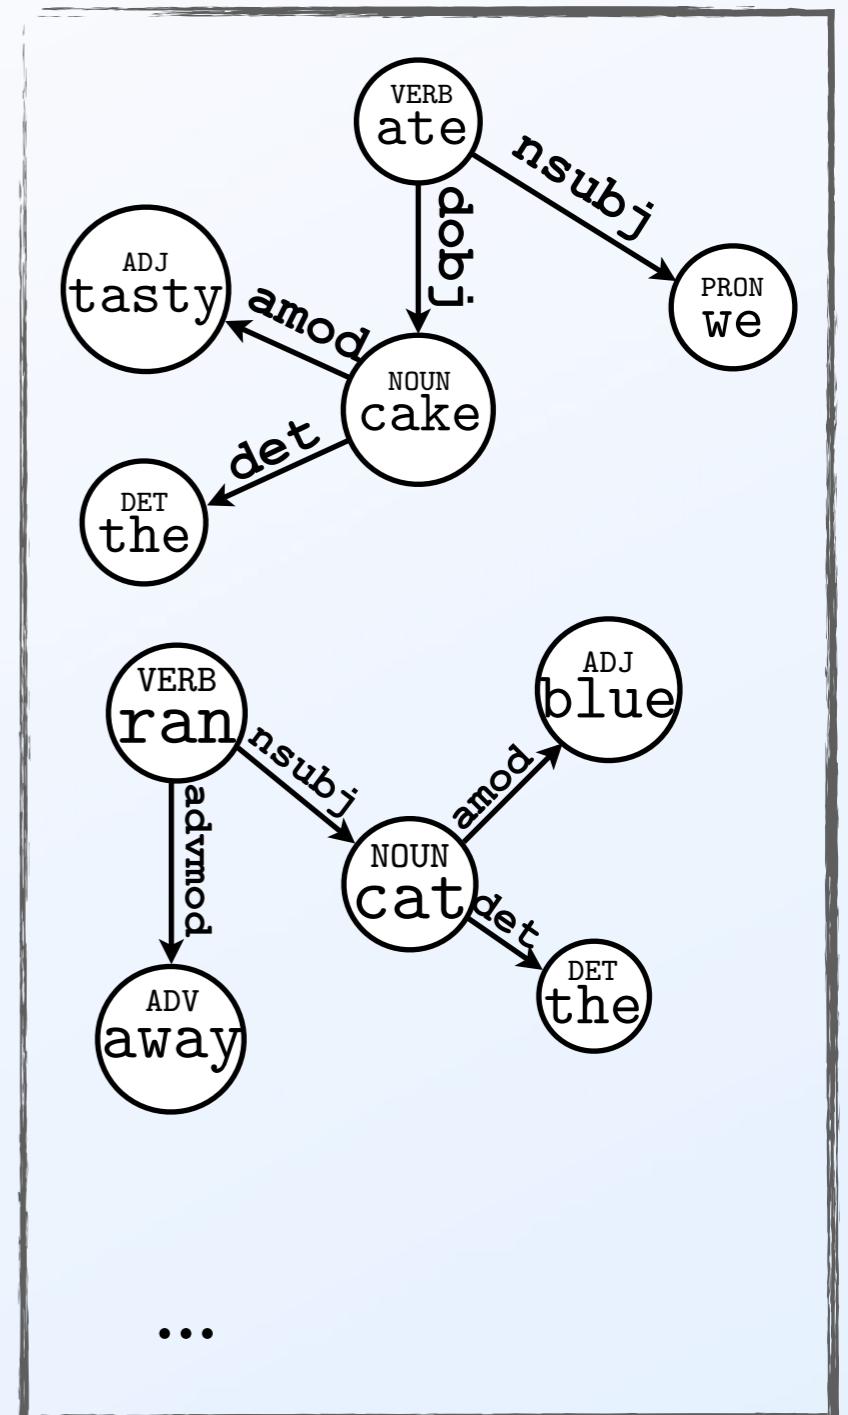 VERB
ate
nsubj
dobj
ADJ
tasty
amod
PRON
we
NOUN
cake
det
DET
the
VERB
ran
nsubj
ADJ
blue
amod
advmod
NOUN
cat
det
DET
the
ADV
away
...